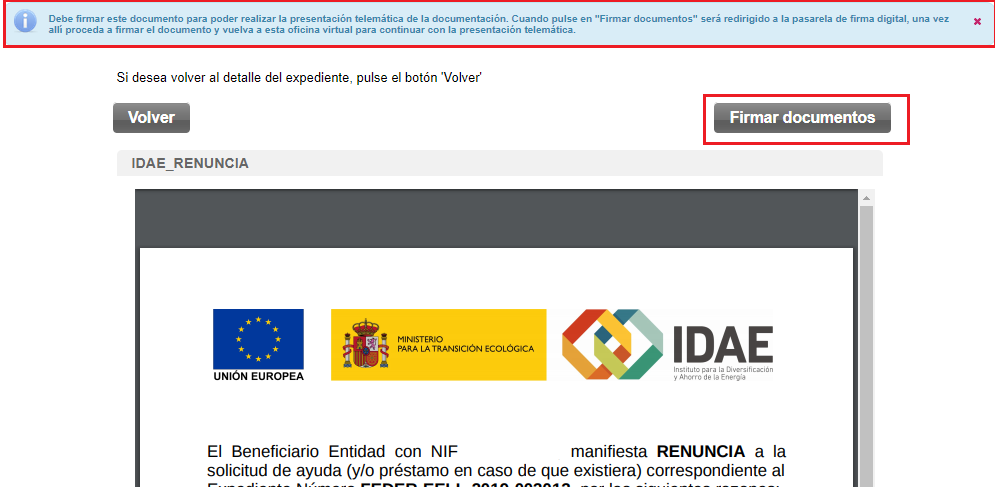 Debe firmar este documento para poder realizar la presentación telemática de la documentación. Cuando pulse en "Firmar documentos" será redirigido a la pasarela de firma digital, una vez
allí proceda a firmar el documento y vuelva a esta oficina virtual para continuar con la presentación telemática.
Si desea volver al detalle del expediente, pulse el botón 'Volver'
Volver
Firmar documentos
IDAE_RENUNCIA
UNIÓN EUROPEA
MINISTERIO
PARA LA TRANSICIÓN ECOLÓGICA
IDAE
Instituto para la Diversificación
y Ahorro de la Energía
El Beneficiario Entidad con NIF manifiesta RENUNCIA a la
solicitud de ayuda (y/o préstamo en caso de que existiera) correspondiente al
Expediente Número FEDER-EELL-2019-002012, por los siguientes razones: